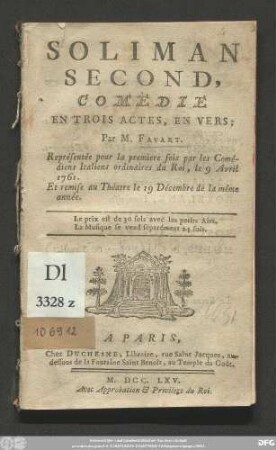 SOLIMAN
SECOND,
COMÉDIE
EN TROIS ACTES, EN VERS;
Par M. FAVART.
Représentée pour la premiere fois par les Comé-
diens Italiens ordinaires du Roi, le 9 Avril
1761.
Et remise au Théatre le 19 Décembre de la même
année.
Le prix est de 30 sols avec les petits Airs.
La Musique se vend séparément 24 sols.
Dl
3328 z
106912
A PARIS,
Chez DUCHESNE, Libraire, rue Saint Jacques, au-
dessous de la Fontaine Saint Benoît, au Temple du Goût.
M. DCC. LXV.
Avec Approbation & Privilege du Roi.